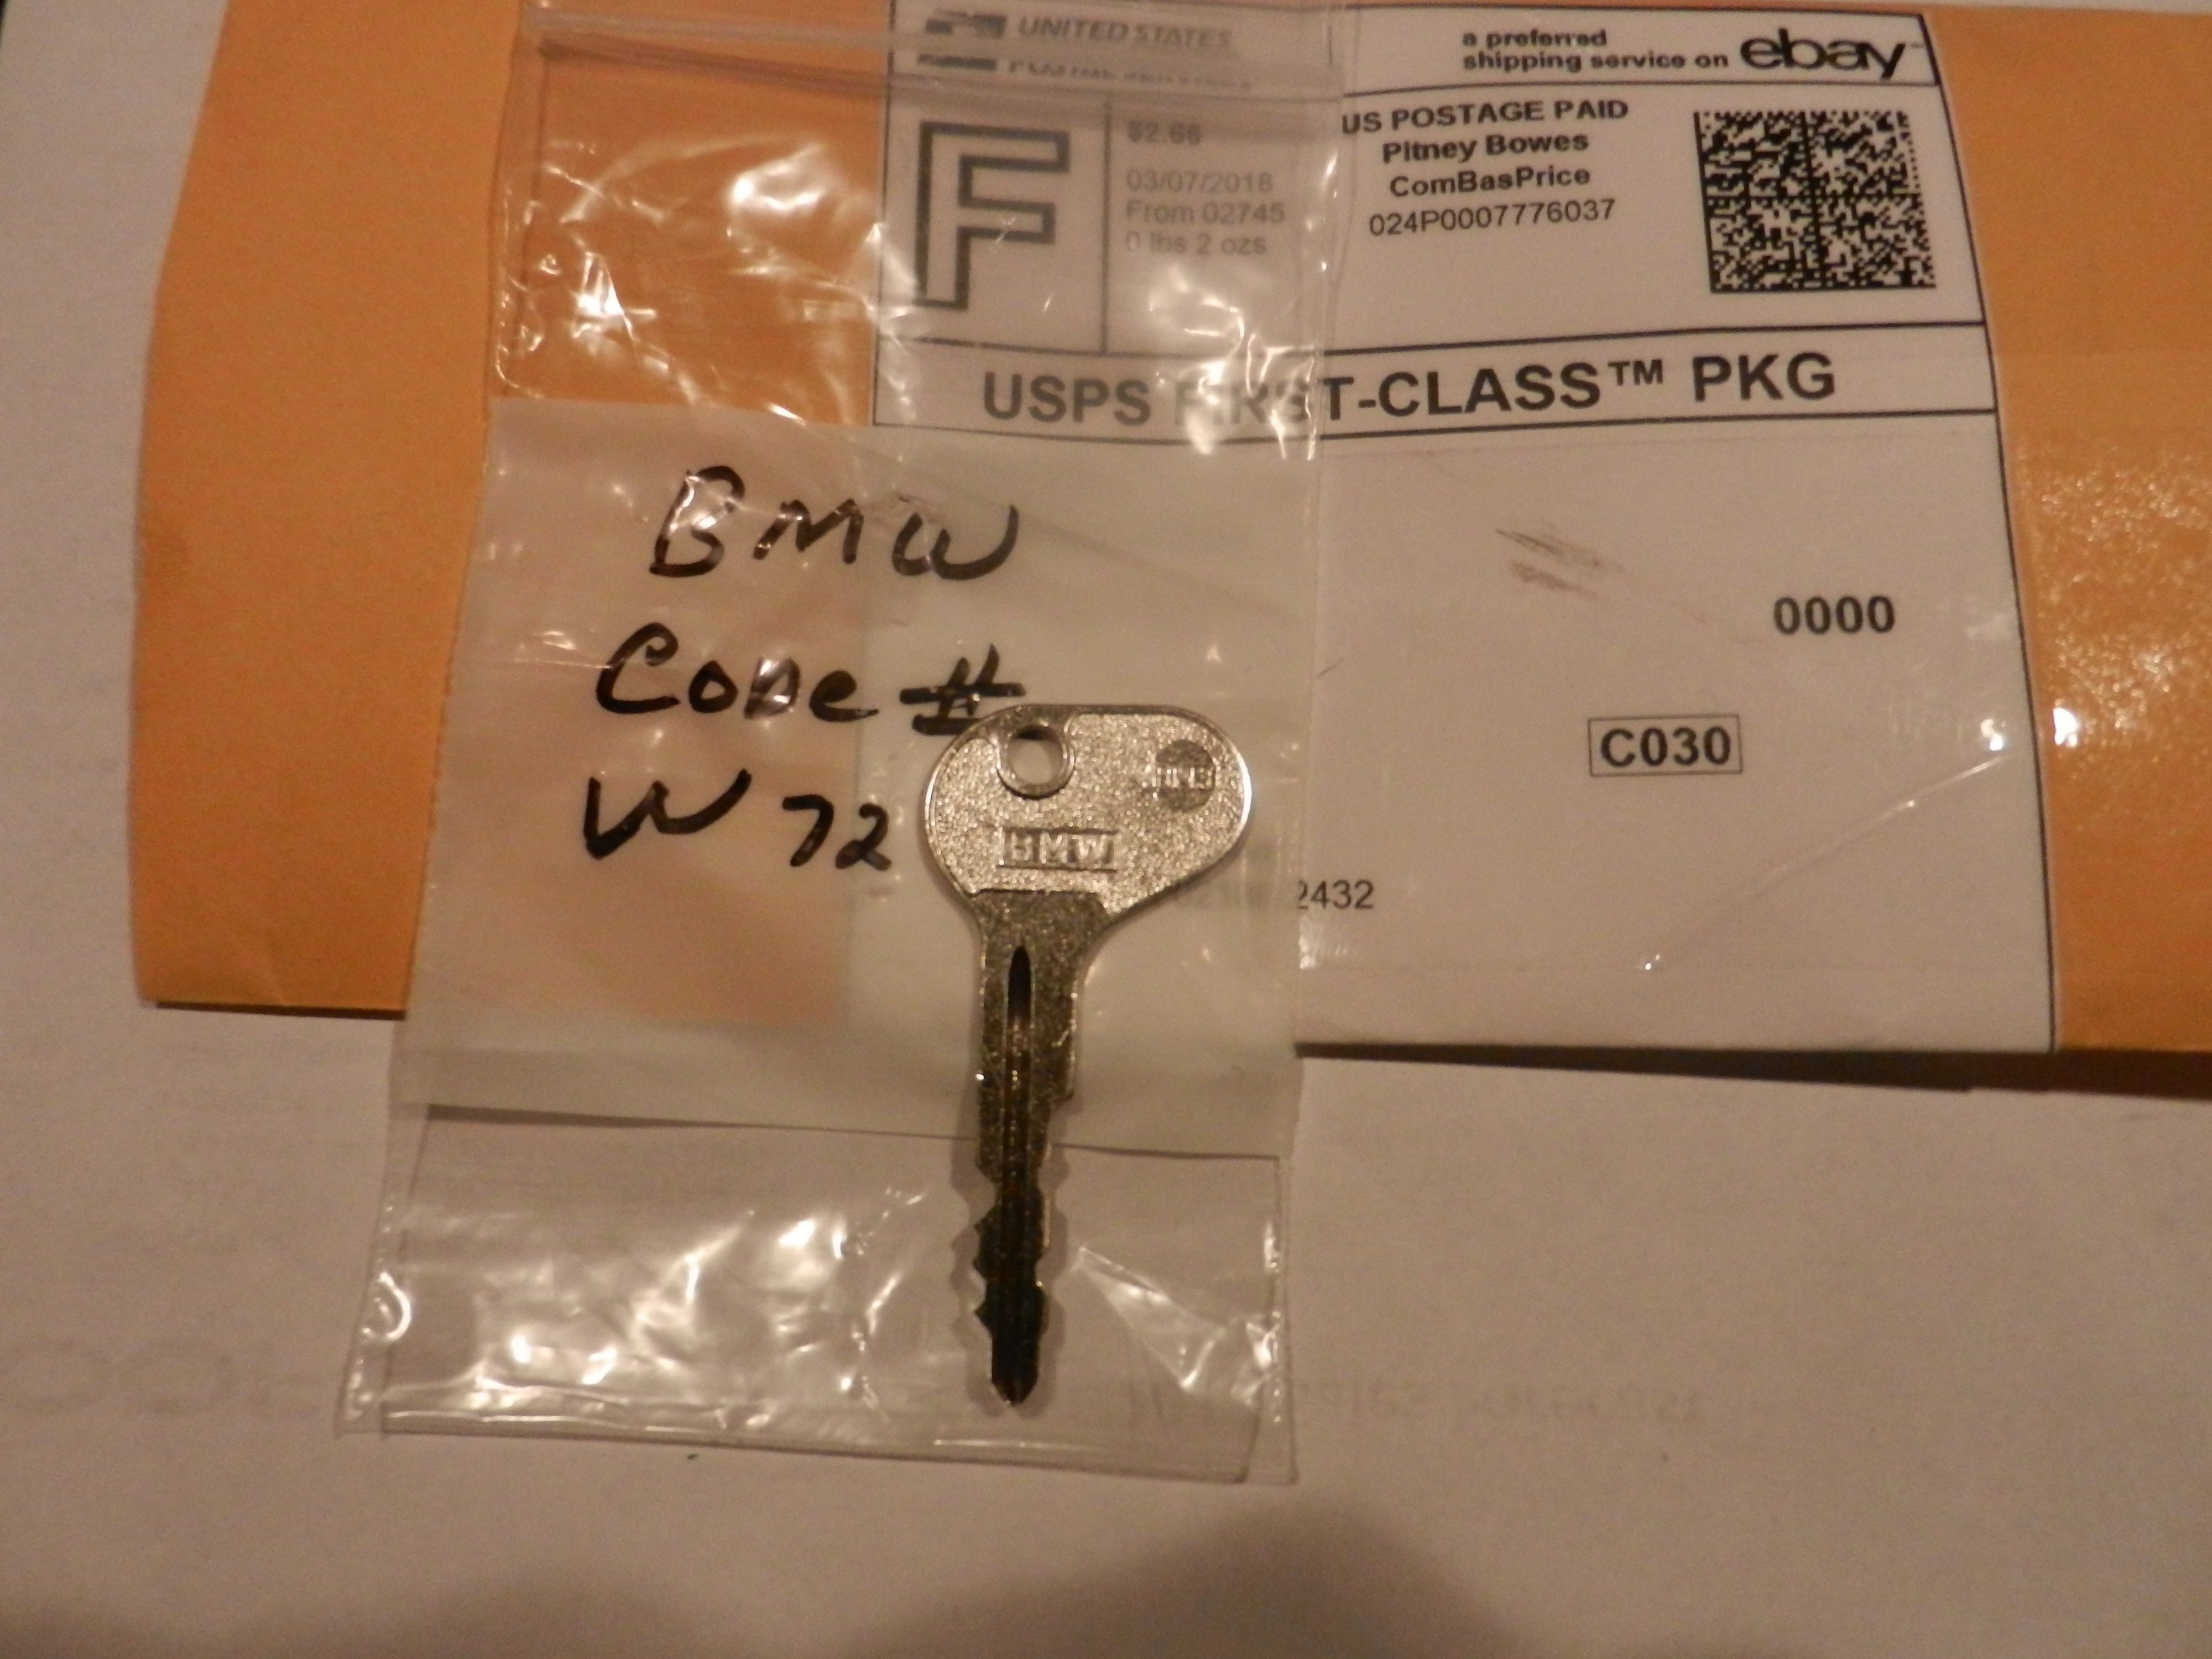 UNITED STATES
a preferred
shipping service on ebay
F
$2.66
03/07/2018
From 02745
0 lbs 2 ozs
US POSTAGE PAID
Pitney Bowes
ComBasPrice
024P0007776037
USPS FIRST-CLASS™ PKG
BMW
Code #
W 72
0000
C030
BMW
2432